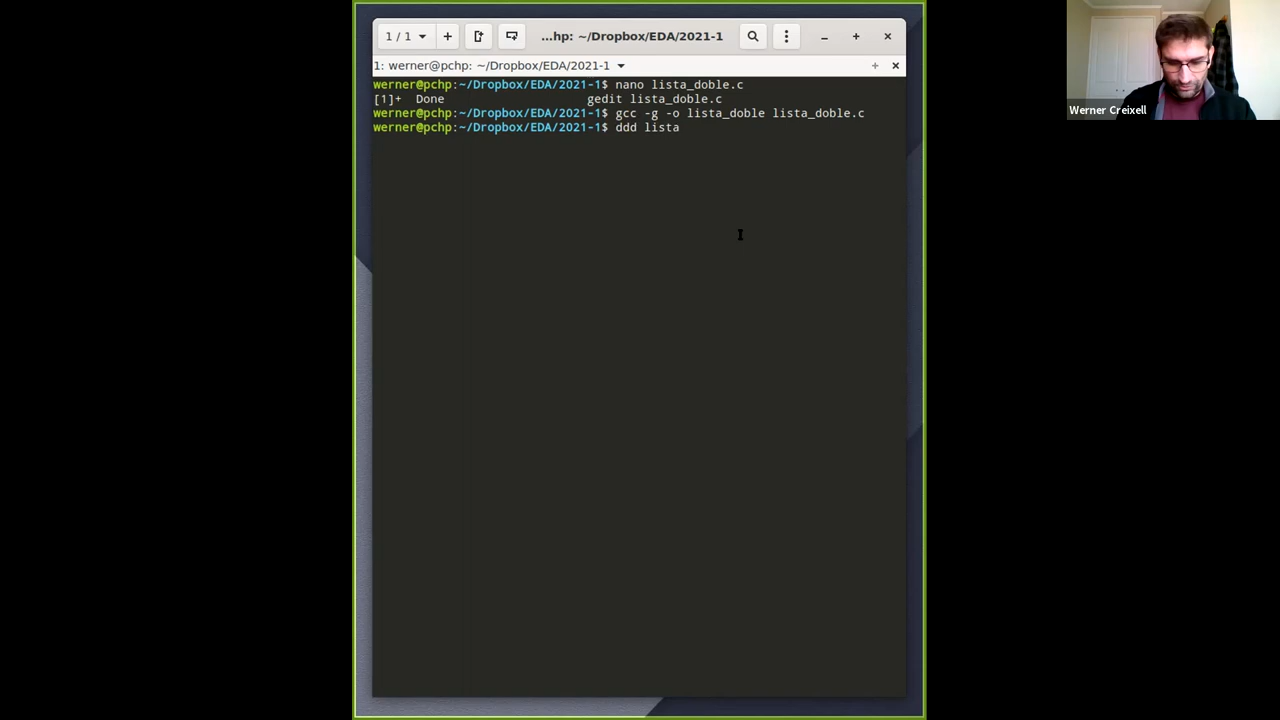 1 / 1
...hp: ~/Dropbox/EDA/2021-1
1: werner@pchp: ~/Dropbox/EDA/2021-1
werner@pchp:~/Dropbox/EDA/2021-1$ nano lista_doble.c
[1]+  Done                    gedit lista_doble.c
werner@pchp:~/Dropbox/EDA/2021-1$ gcc -g -o lista_doble lista_doble.c
werner@pchp:~/Dropbox/EDA/2021-1$ ddd lista
Werner Creixell